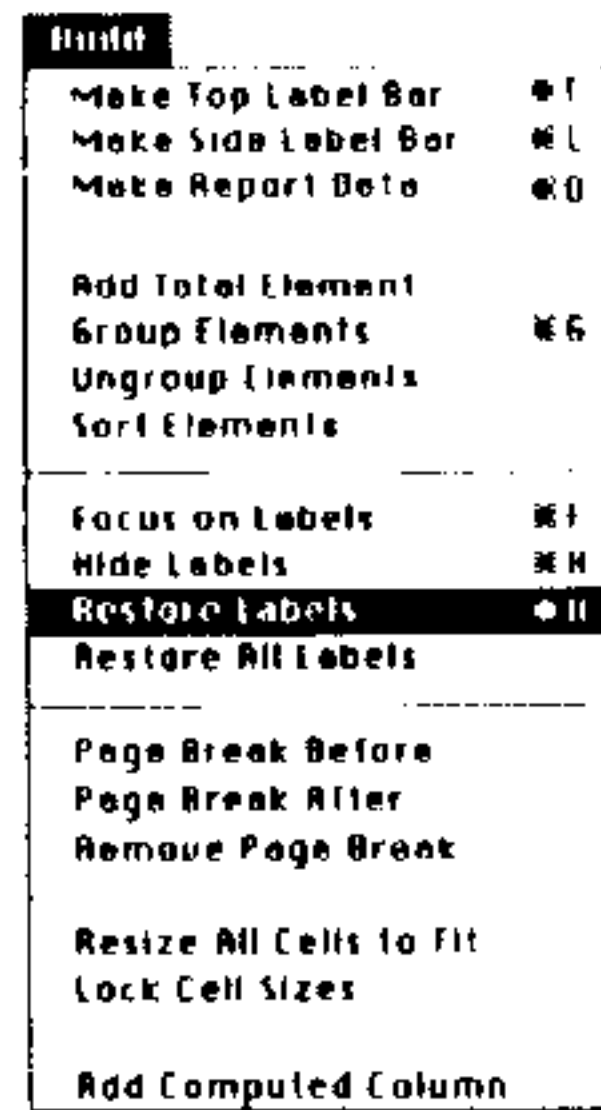 Build
Make Top Label Bar ⌘T
Make Side Label Bar ⌘L
Make Report Data ⌘D
Add Total Element
Group Elements ⌘G
Ungroup Elements
Sort Elements
Focus on Labels ⌘F
Hide Labels ⌘H
Restore Labels
Restore All Labels
Page Break Before
Page Break After
Remove Page Break
Resize All Cells to Fit
Lock Cell Sizes
Add Computed Column